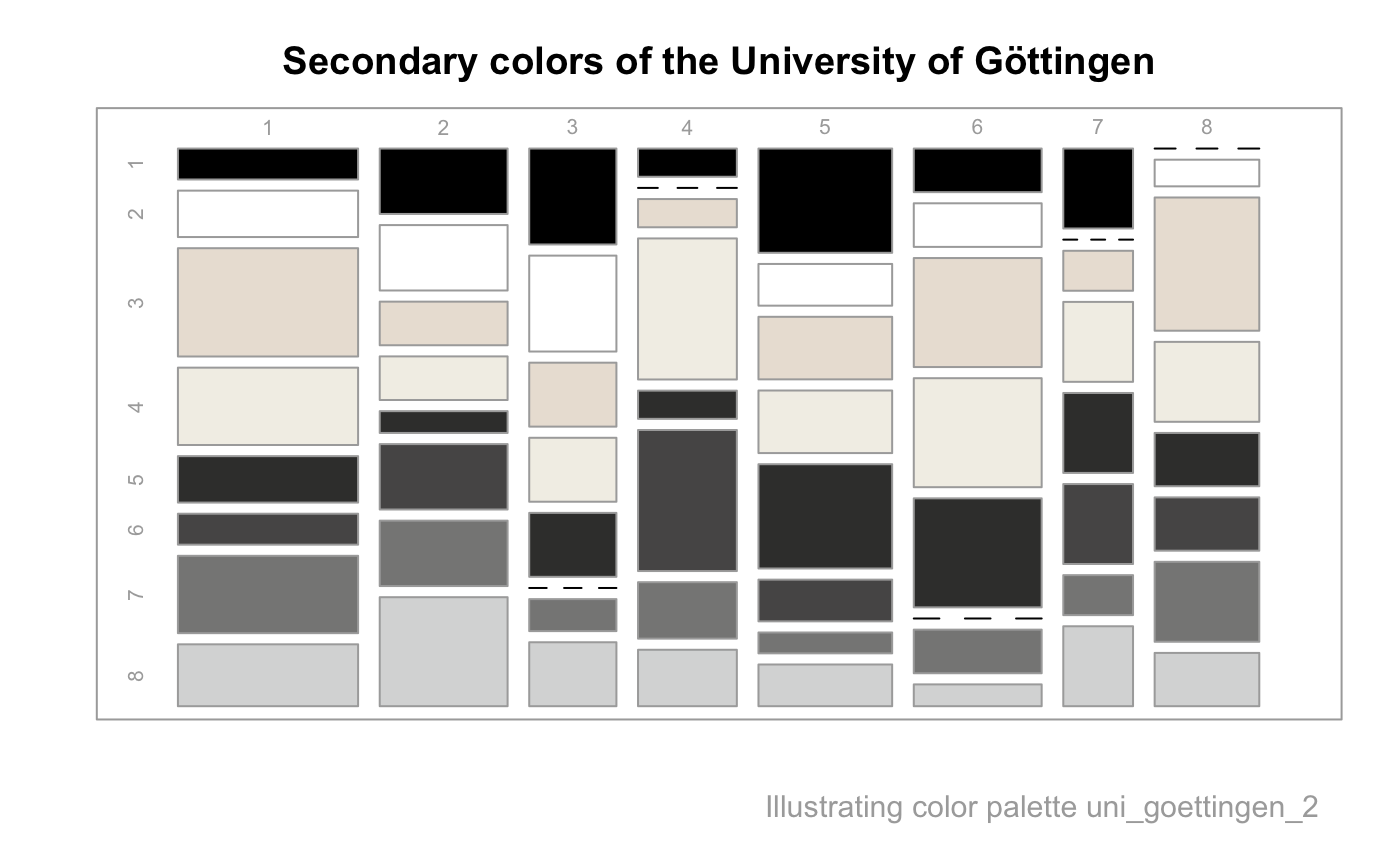 Secondary colors of the University of Göttingen
1 2 3 4 5 6 7 8
1
2
3
4
5
6
7
8
Illustrating color palette uni_goettingen_2